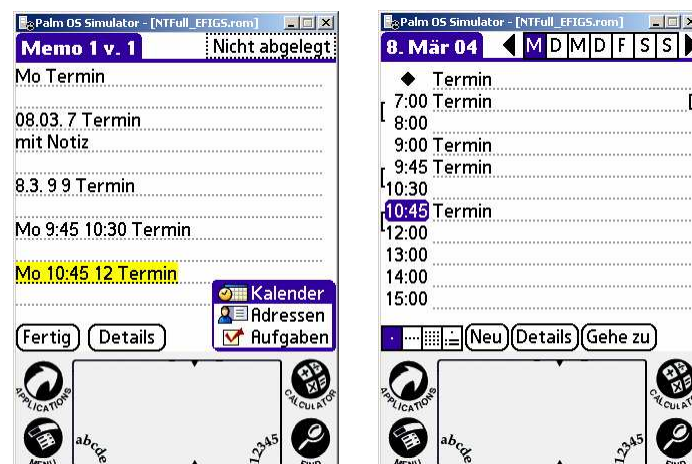 Palm OS Simulator - [NTFull_EFIGS.rom]
Memo 1 v. 1
Nicht abgelegt
Mo Termin
08.03. 7 Termin
mit Notiz
8.3. 9 9 Termin
Mo 9:45 10:30 Termin
Mo 10:45 12 Termin
Kalender
Adressen
Aufgaben
Fertig
Details
APPLICATIONS
CALCULATOR
MENU
abcde
12345
FIND
Palm OS Simulator - [NTFull_EFIGS.rom]
8. Mär 04
M D M D F S S
Termin
7:00 Termin
8:00
9:00 Termin
9:45 Termin
10:30
10:45 Termin
12:00
13:00
14:00
15:00
Neu
Details
Gehe zu
APPLICATIONS
CALCULATOR
MENU
abcde
12345
FIND